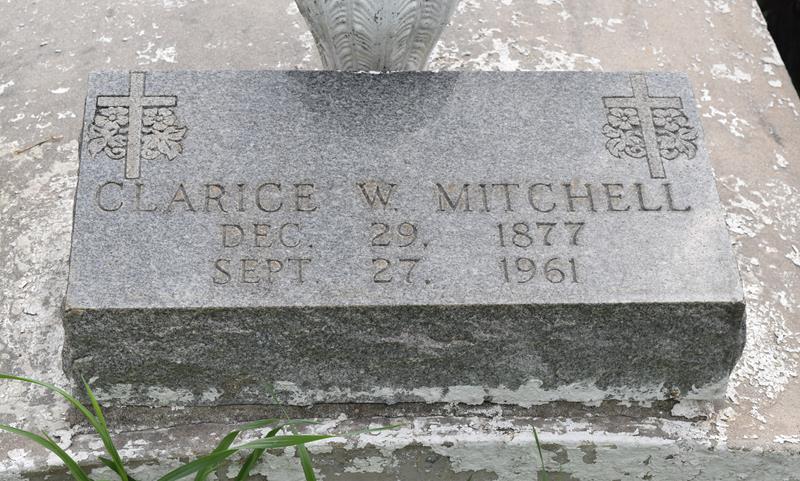 CLARICE W. MITCHELL
DEC. 29, 1877
SEPT. 27, 1961